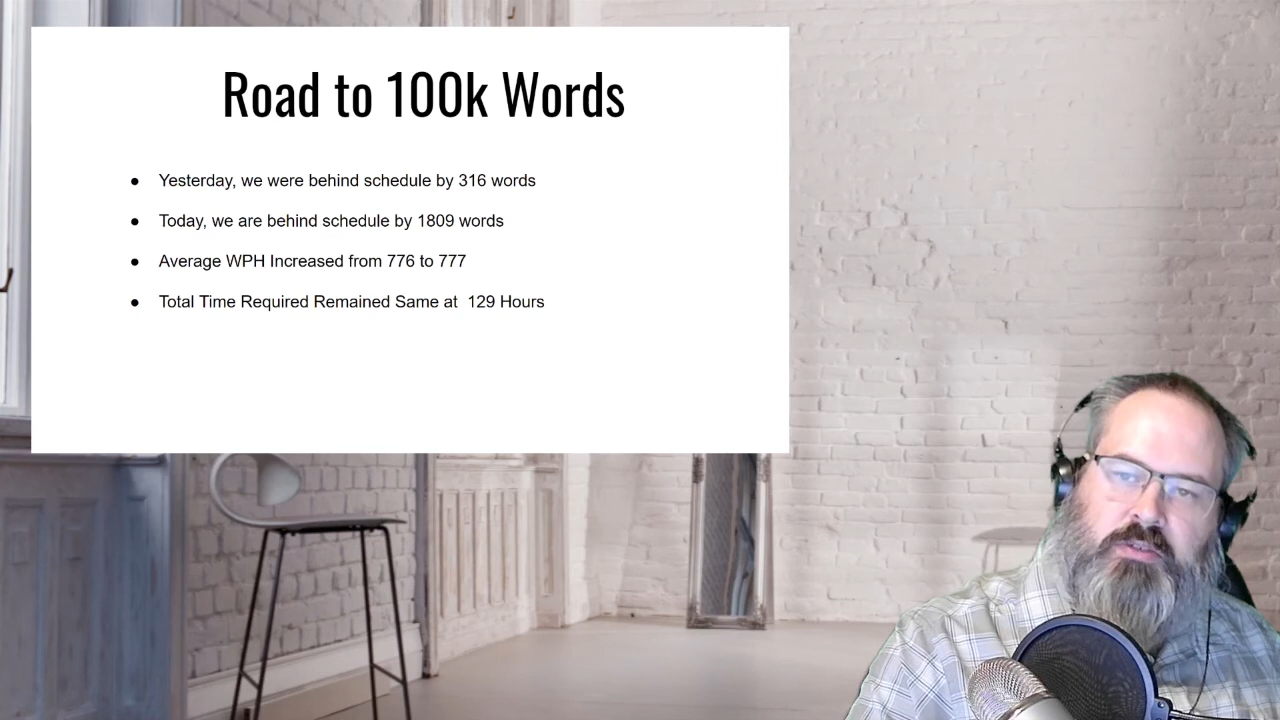 Road to 100k Words
● Yesterday, we were behind schedule by 316 words
● Today, we are behind schedule by 1809 words
● Average WPH Increased from 776 to 777
● Total Time Required Remained Same at  129 Hours